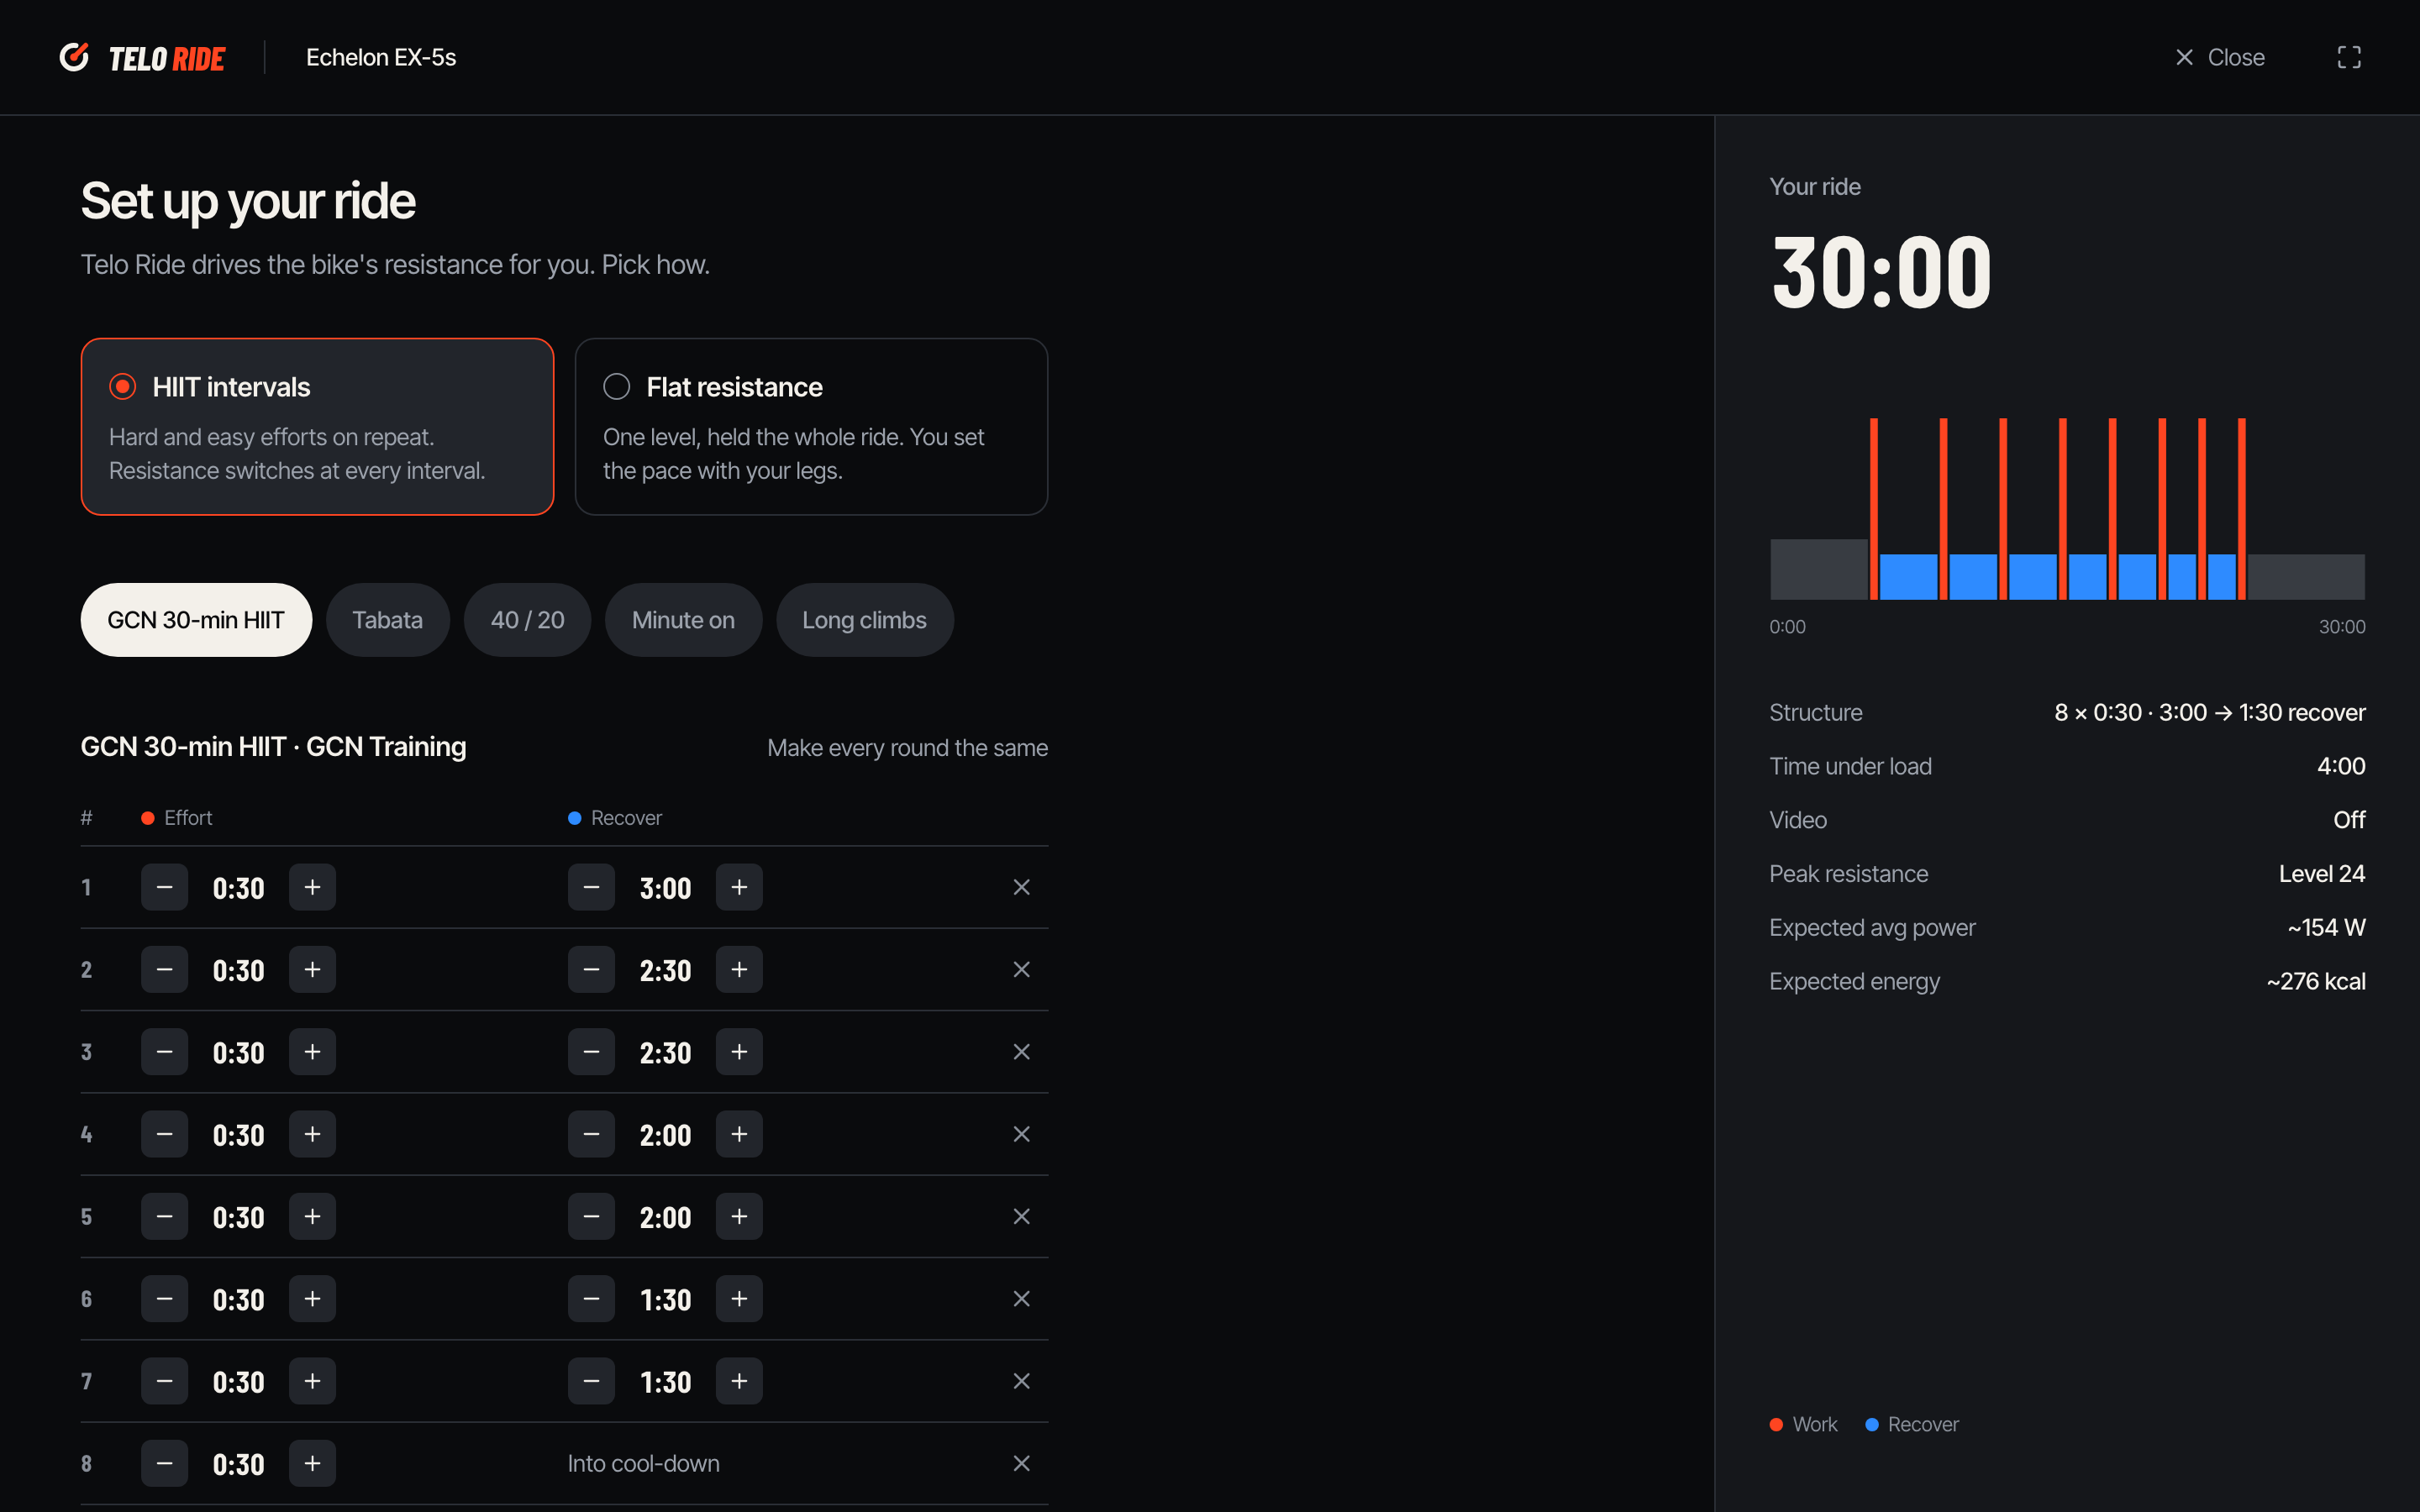 TELO RIDE
Echelon EX-5s
Close
Set up your ride
Telo Ride drives the bike's resistance for you. Pick how.
HIIT intervals
Hard and easy efforts on repeat.
Resistance switches at every interval.
Flat resistance
One level, held the whole ride. You set
the pace with your legs.
GCN 30-min HIIT
Tabata
40 / 20
Minute on
Long climbs
GCN 30-min HIIT · GCN Training
Make every round the same
# Effort Recover
1 − 0:30 + − 3:00 + ×
2 − 0:30 + − 2:30 + ×
3 − 0:30 + − 2:30 + ×
4 − 0:30 + − 2:00 + ×
5 − 0:30 + − 2:00 + ×
6 − 0:30 + − 1:30 + ×
7 − 0:30 + − 1:30 + ×
8 − 0:30 + Into cool-down ×
Your ride
30:00
0:00 30:00
Structure 8 × 0:30 · 3:00 → 1:30 recover
Time under load 4:00
Video Off
Peak resistance Level 24
Expected avg power ~154 W
Expected energy ~276 kcal
Work Recover